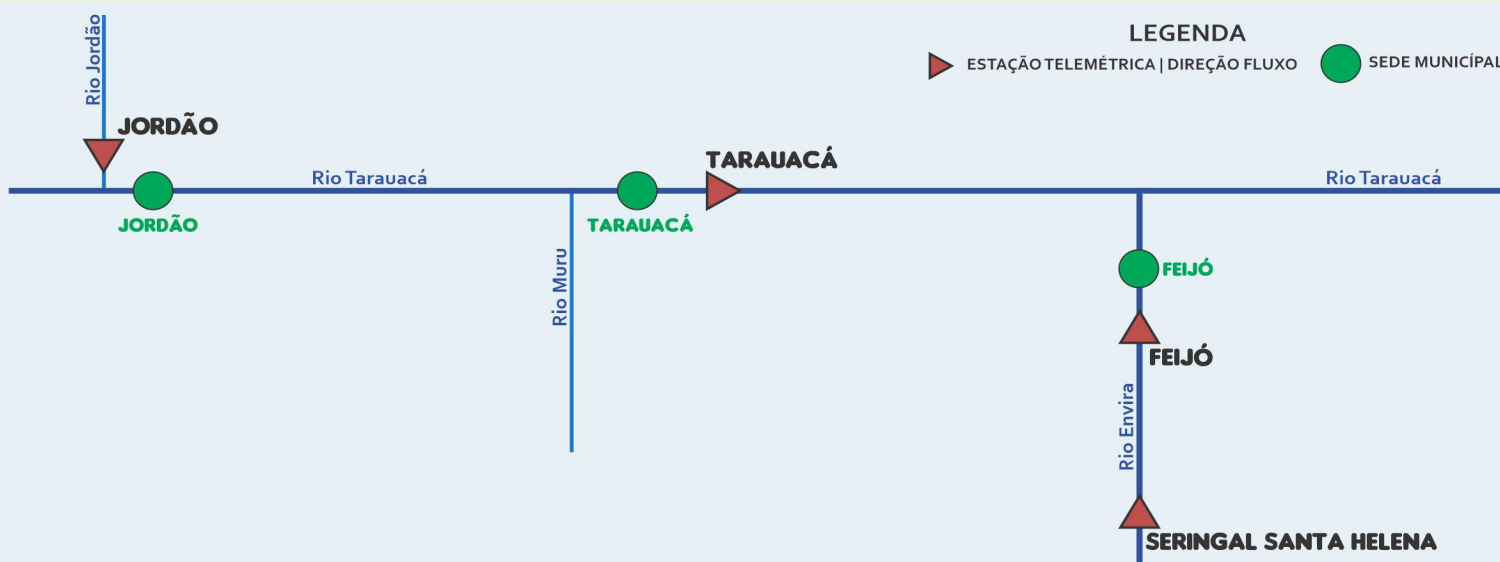 Rio Jordão
LEGENDA
ESTAÇÃO TELEMÉTRICA | DIREÇÃO FLUXO
SEDE MUNICÍPAL
JORDÃO
TARAUACÁ
Rio Tarauacá
Rio Tarauacá
JORDÃO
TARAUACÁ
Rio Muru
FEIJÓ
FEIJÓ
Rio Envira
SERINGAL SANTA HELENA